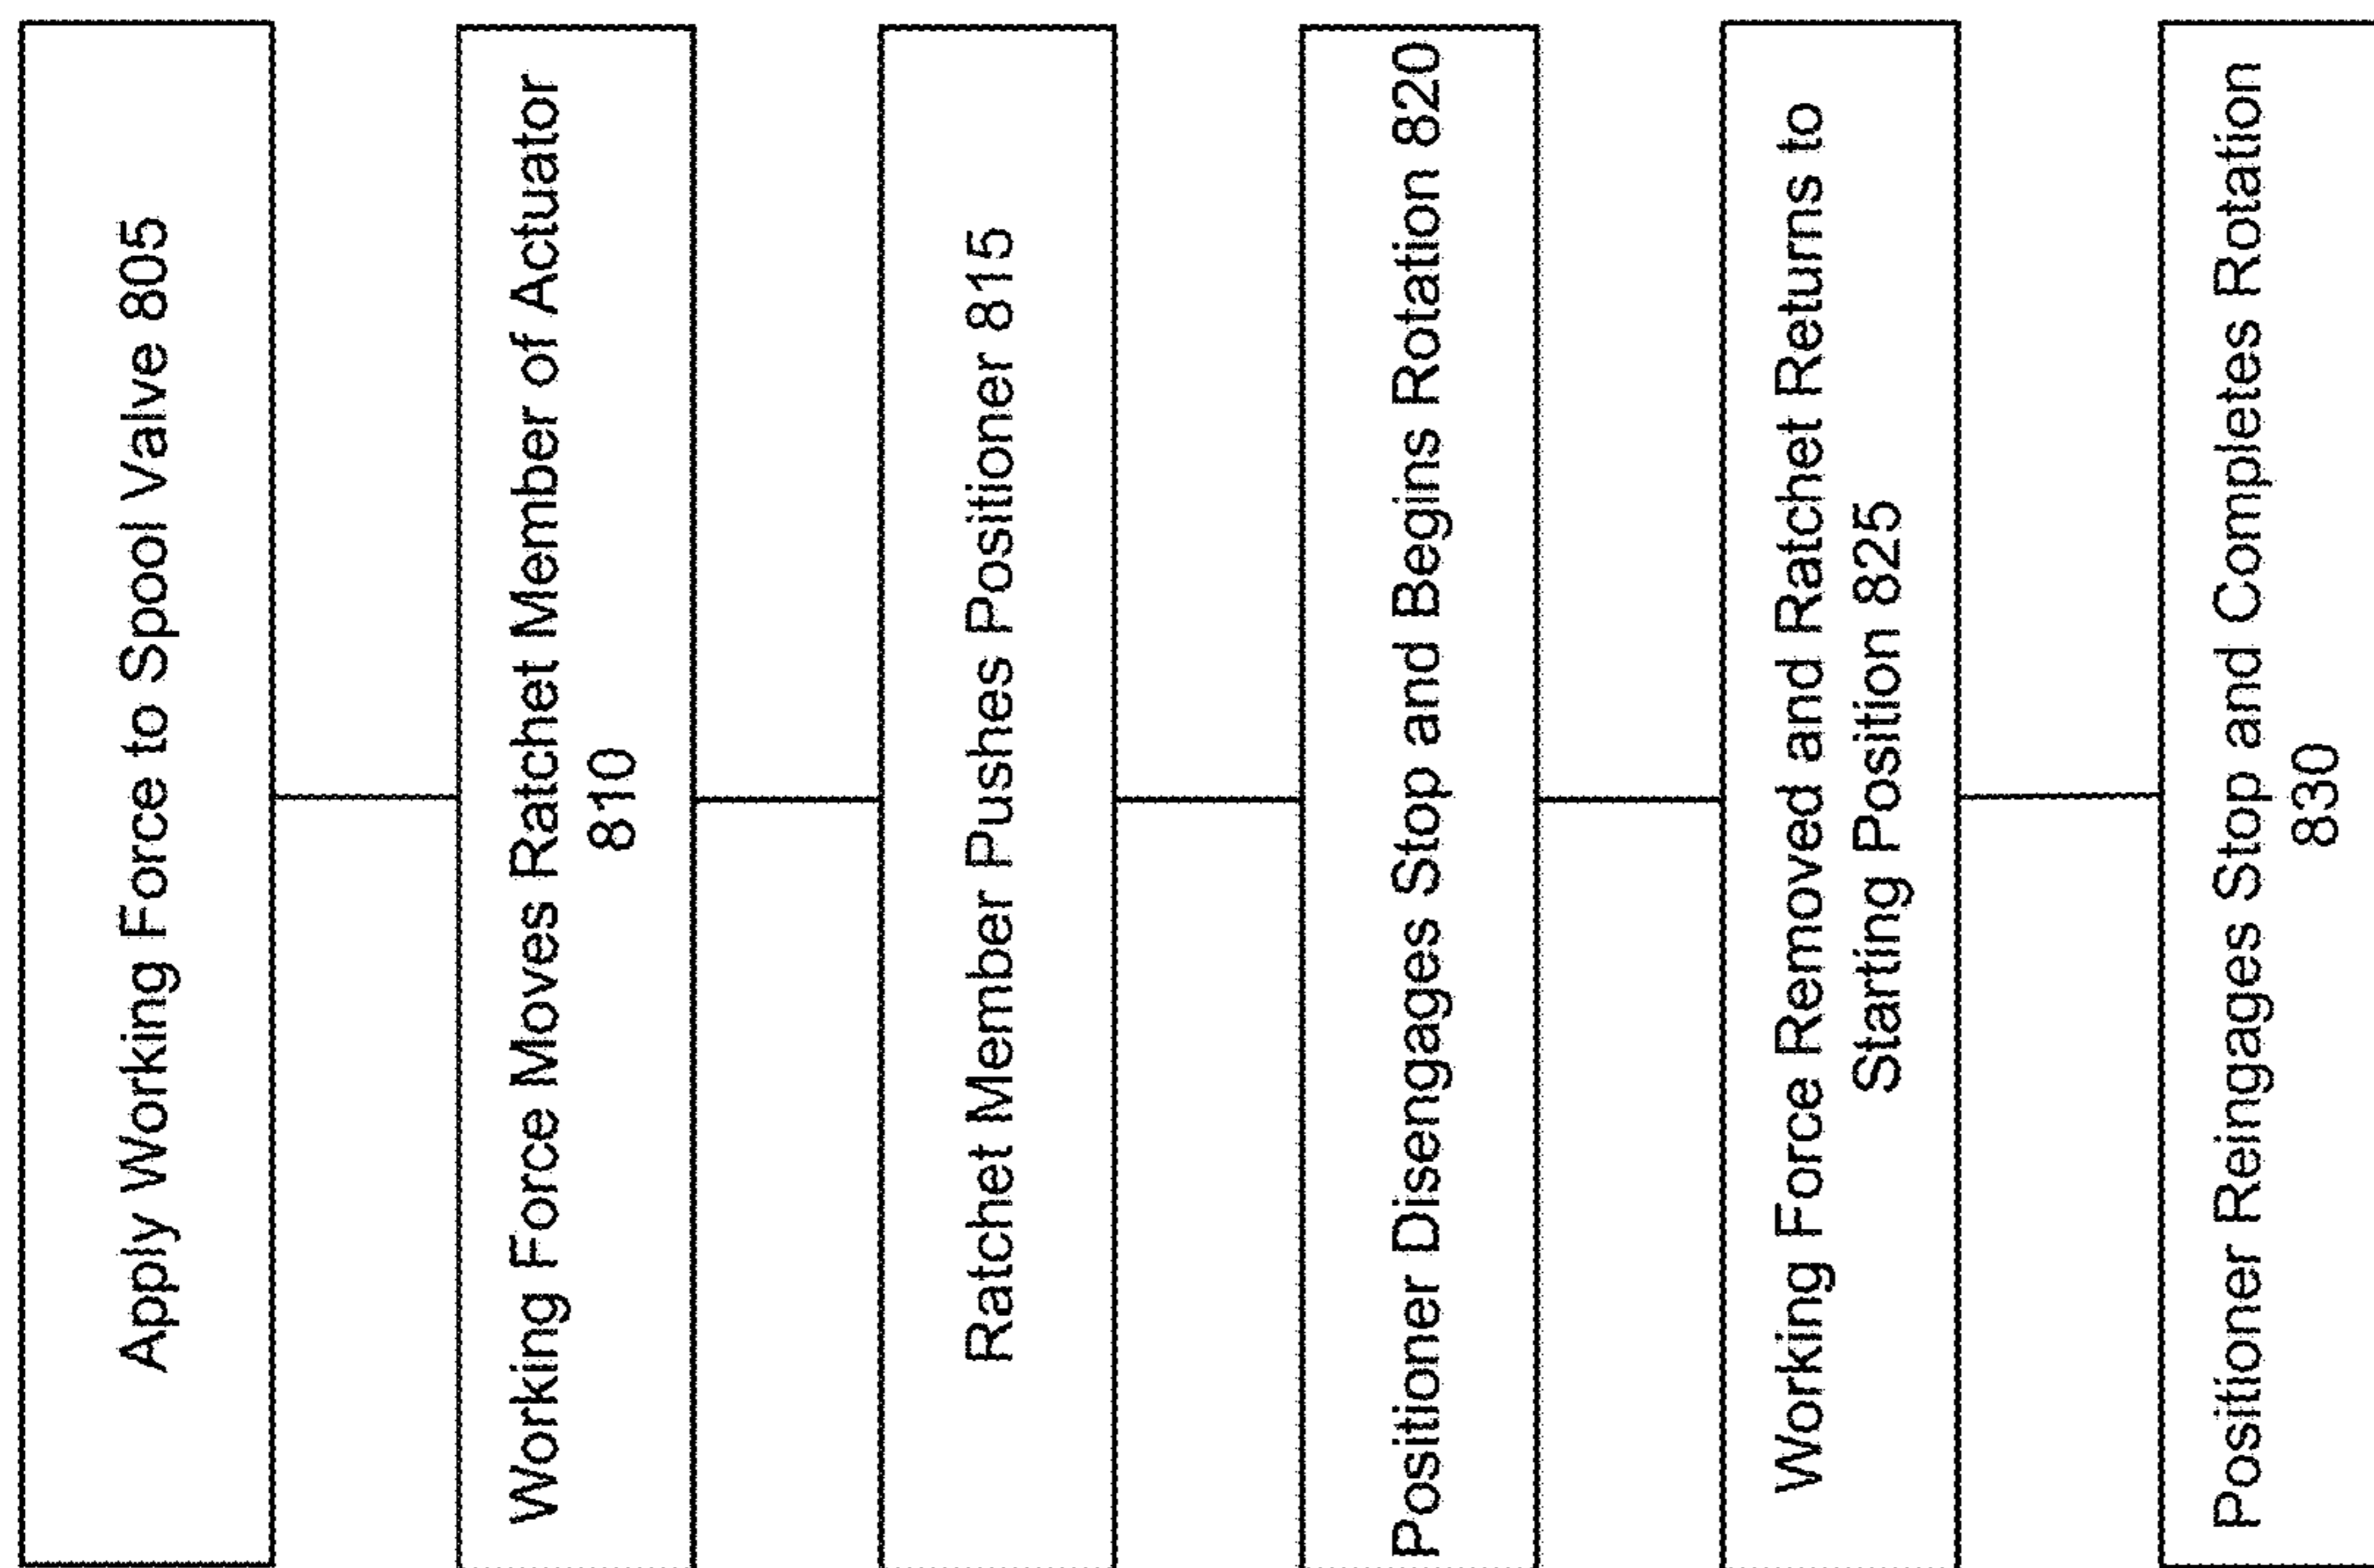 Apply Working Force to Spool Valve 805
Working Force Moves Ratchet Member of Actuator
810
Ratchet Member Pushes Positioner 815
Positioner Disengages Stop and Begins Rotation 820
Working Force Removed and Ratchet Returns to
Starting Position 825
Positioner Reingages Stop and Completes Rotation
830